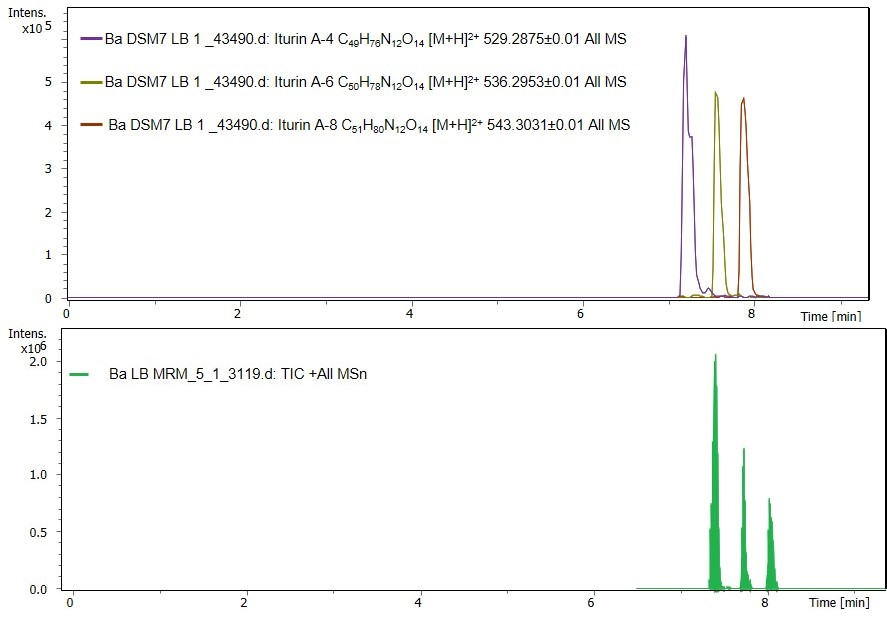 Intens.
x10⁵
Ba DSM7 LB 1 _43490.d: Iturin A-4 C₄₉H₇₆N₁₂O₁₄ [M+H]²⁺ 529.2875±0.01 All MS
Ba DSM7 LB 1 _43490.d: Iturin A-6 C₅₀H₇₈N₁₂O₁₄ [M+H]²⁺ 536.2953±0.01 All MS
5
Ba DSM7 LB 1 _43490.d: Iturin A-8 C₅₁H₈₀N₁₂O₁₄ [M+H]²⁺ 543.3031±0.01 All MS
4
3
2
1
0
0 2 4 6 8 Time [min]
Intens.
x10⁶
2.0
Ba LB MRM_5_1_3119.d: TIC +All MSn
1.5
1.0
0.5
0.0
0 2 4 6 8 Time [min]